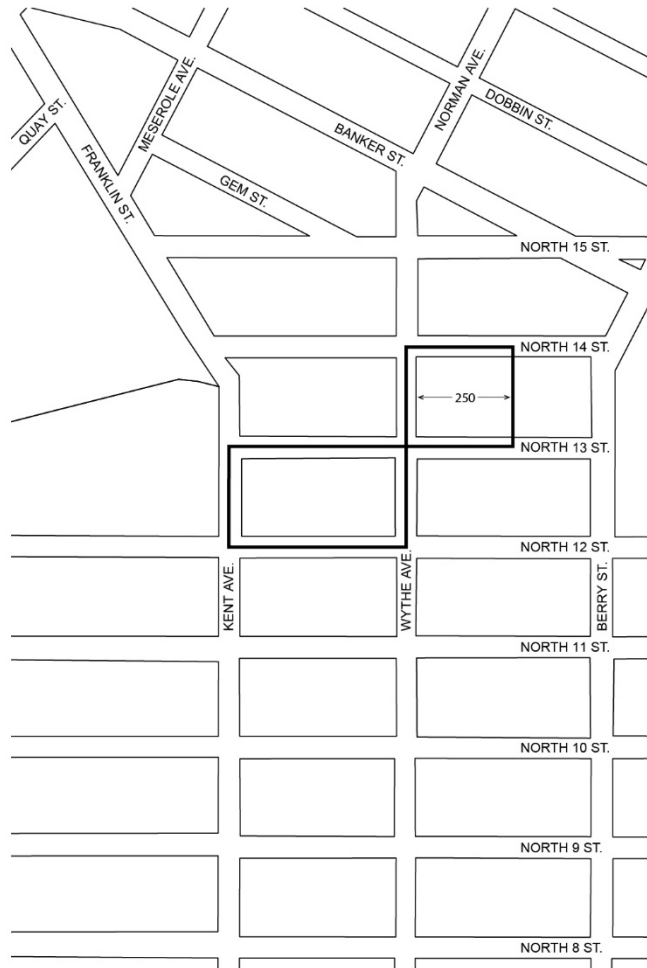 NORMAN AVE.
MESEROLE AVE.
DOBBIN ST.
QUAY ST.
BANKER ST.
FRANKLIN ST.
GEM ST.
NORTH 15 ST.
NORTH 14 ST.
250
NORTH 13 ST.
NORTH 12 ST.
KENT AVE.
WYTHE AVE.
BERRY ST.
NORTH 11 ST.
NORTH 10 ST.
NORTH 9 ST.
NORTH 8 ST.